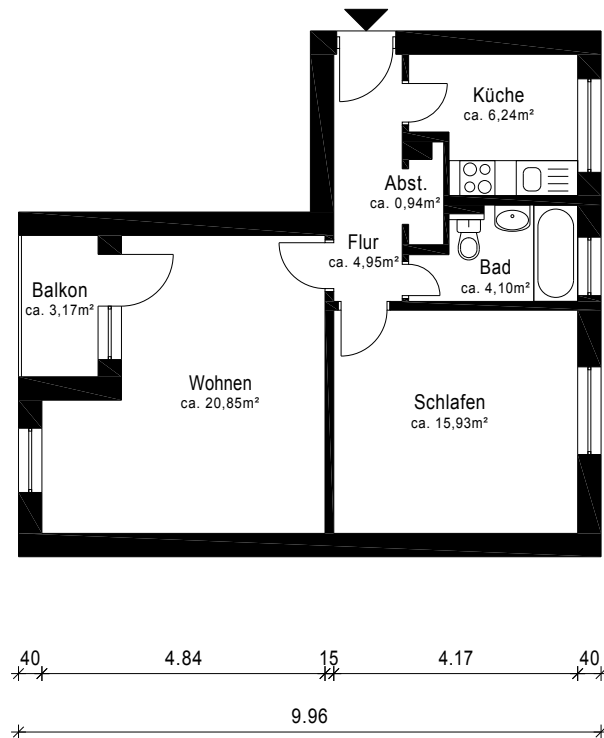 Küche
ca. 6,24m²
Abst.
ca. 0,94m²
Flur
ca. 4,95m²
Bad
ca. 4,10m²
Balkon
ca. 3,17m²
Wohnen
ca. 20,85m²
Schlafen
ca. 15,93m²
40 4.84 15 4.17 40
9.96